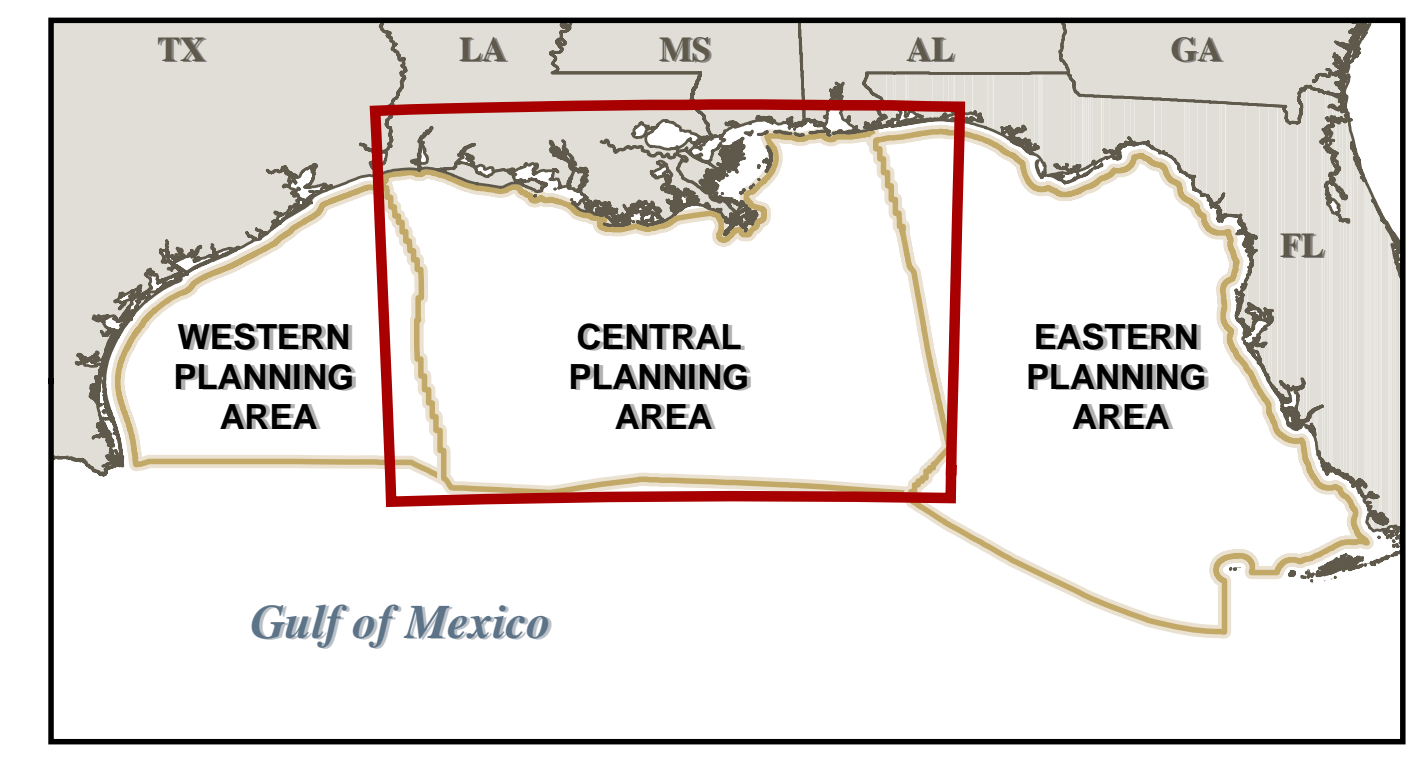 TX
LA
MS
AL
GA
FL
WESTERN
PLANNING
AREA
CENTRAL
PLANNING
AREA
EASTERN
PLANNING
AREA
Gulf of Mexico